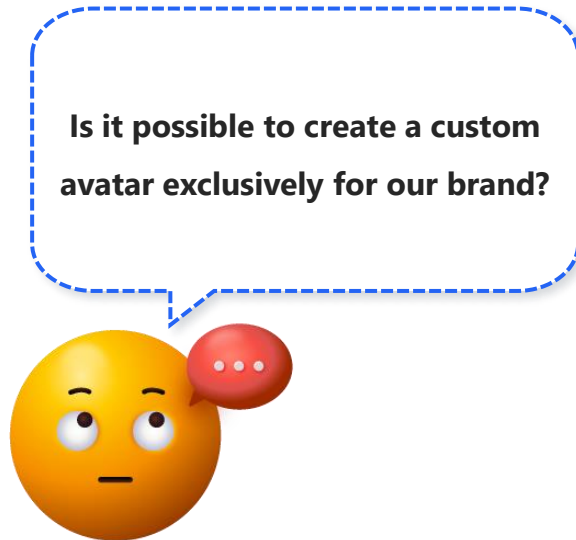 Is it possible to create a custom
avatar exclusively for our brand?